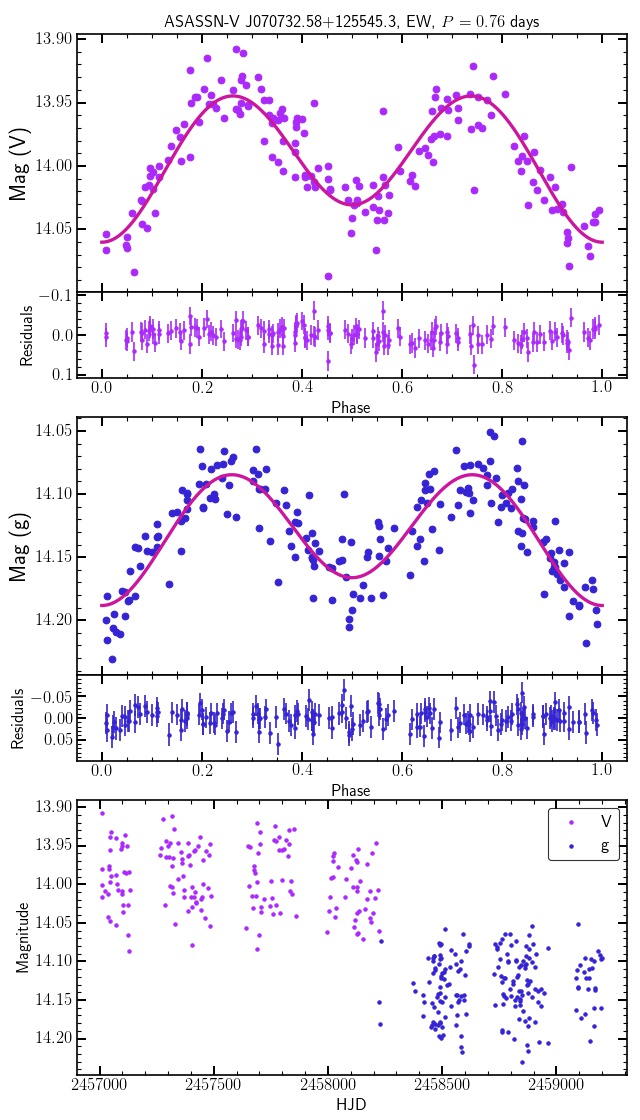 ASASSN-V J070732.58+125545.3, EW, P = 0.76 days
13.90
13.95
14.00
14.05
Mag (V)
−0.1
0.0
0.1
Residuals
0.0 0.2 0.4 0.6 0.8 1.0
Phase
14.05
14.10
14.15
14.20
Mag (g)
−0.05
0.00
0.05
Residuals
0.0 0.2 0.4 0.6 0.8 1.0
Phase
13.90
13.95
14.00
14.05
14.10
14.15
14.20
Magnitude
V
g
2457000 2457500 2458000 2458500 2459000
HJD